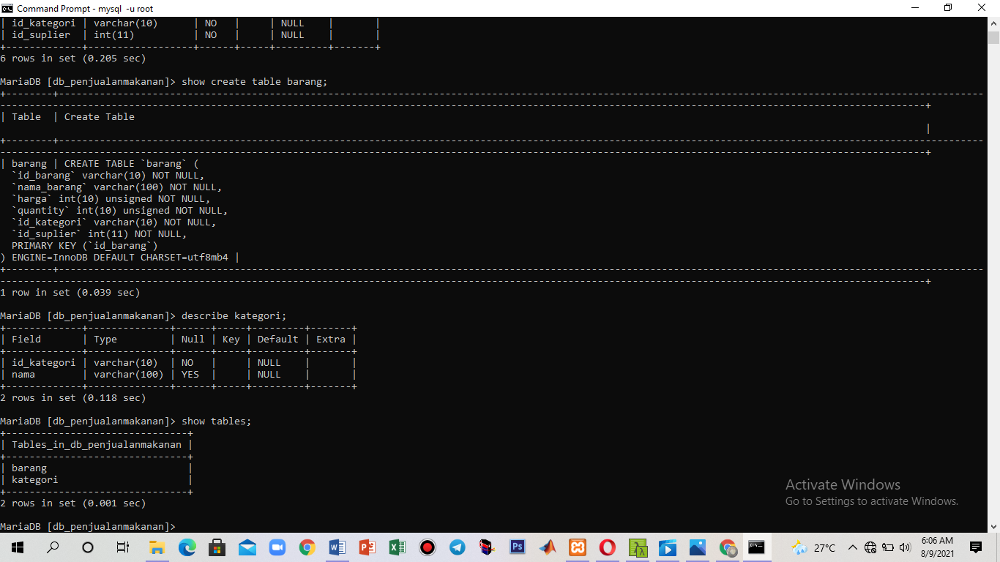 Command Prompt - mysql -u root
| id_kategori | varchar(10) | NO | | NULL | |
| id_suplier | int(11) | NO | | NULL | |
+-------------+------------------+------+-----+---------+-------+
6 rows in set (0.205 sec)
MariaDB [db_penjualanmakanan]> show create table barang;
| Table | Create Table
|
| barang | CREATE TABLE `barang` (
`id_barang` varchar(10) NOT NULL,
`nama_barang` varchar(100) NOT NULL,
`harga` int(10) unsigned NOT NULL,
`quantity` int(10) unsigned NOT NULL,
`id_kategori` varchar(10) NOT NULL,
`id_suplier` int(11) NOT NULL,
PRIMARY KEY (`id_barang`)
) ENGINE=InnoDB DEFAULT CHARSET=utf8mb4 |
1 row in set (0.039 sec)
MariaDB [db_penjualanmakanan]> describe kategori;
+-------------+--------------+------+-----+---------+-------+
| Field | Type | Null | Key | Default | Extra |
+-------------+--------------+------+-----+---------+-------+
| id_kategori | varchar(10) | NO | | NULL | |
| nama | varchar(100) | YES | | NULL | |
+-------------+--------------+------+-----+---------+-------+
2 rows in set (0.118 sec)
MariaDB [db_penjualanmakanan]> show tables;
+-------------------------------+
| Tables_in_db_penjualanmakanan |
+-------------------------------+
| barang |
| kategori |
+-------------------------------+
2 rows in set (0.001 sec)
MariaDB [db_penjualanmakanan]>
Activate Windows
Go to Settings to activate Windows.
27°C
6:06 AM
8/9/2021